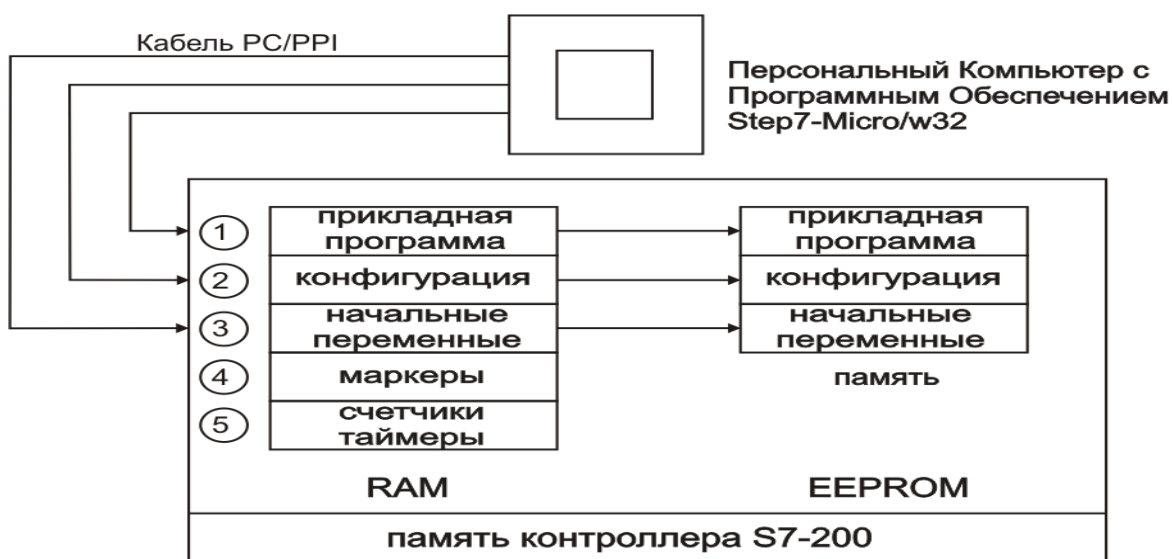 Кабель PC/PPI
Персональный Компьютер с
Программным Обеспечением
Step7-Micro/w32
1
прикладная
программа
прикладная
программа
2
конфигурация
конфигурация
3
начальные
переменные
начальные
переменные
4
маркеры
память
5
счетчики
таймеры
RAM
EEPROM
память контроллера S7-200